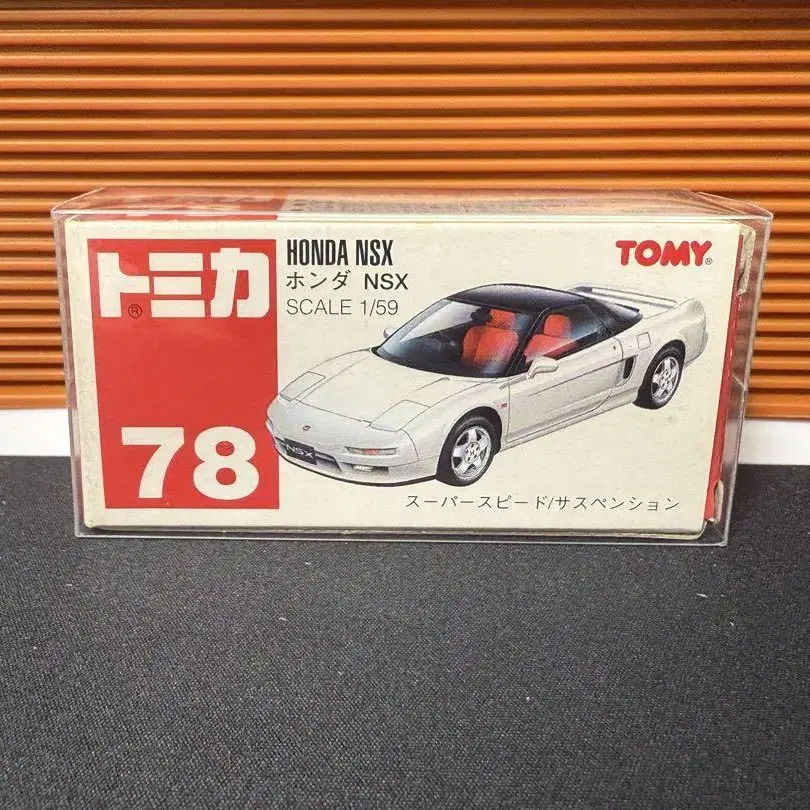 トミカ®
78
HONDA NSX
ホンダ NSX
SCALE 1/59
TOMY®
NSX
スーパースピード/サスペンション